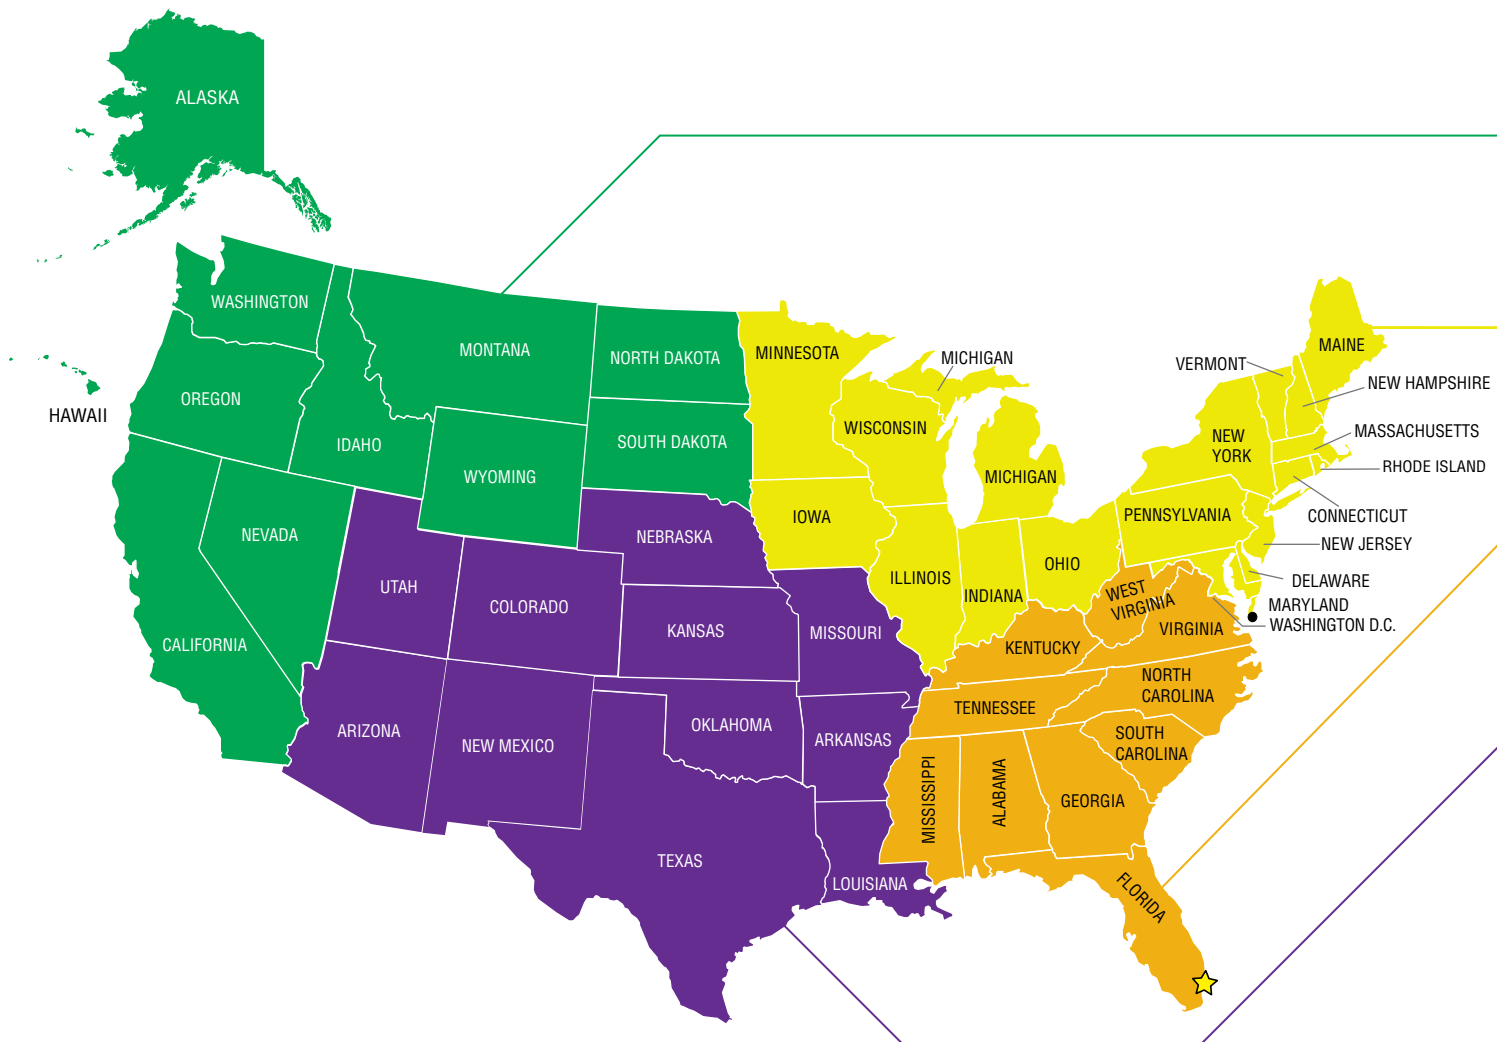 ALASKA
WASHINGTON
MONTANA
NORTH DAKOTA
MINNESOTA
MICHIGAN
VERMONT
MAINE
NEW HAMPSHIRE
HAWAII
OREGON
IDAHO
SOUTH DAKOTA
WISCONSIN
NEW
YORK
MASSACHUSETTS
RHODE ISLAND
WYOMING
MICHIGAN
IOWA
PENNSYLVANIA
CONNECTICUT
NEVADA
NEBRASKA
NEW JERSEY
UTAH
COLORADO
ILLINOIS
INDIANA
OHIO
DELAWARE
WEST
VIRGINIA
MARYLAND
WASHINGTON D.C.
CALIFORNIA
KANSAS
MISSOURI
KENTUCKY
VIRGINIA
NORTH
CAROLINA
ARIZONA
NEW MEXICO
OKLAHOMA
ARKANSAS
TENNESSEE
SOUTH
CAROLINA
MISSISSIPPI
ALABAMA
GEORGIA
TEXAS
LOUISIANA
FLORIDA